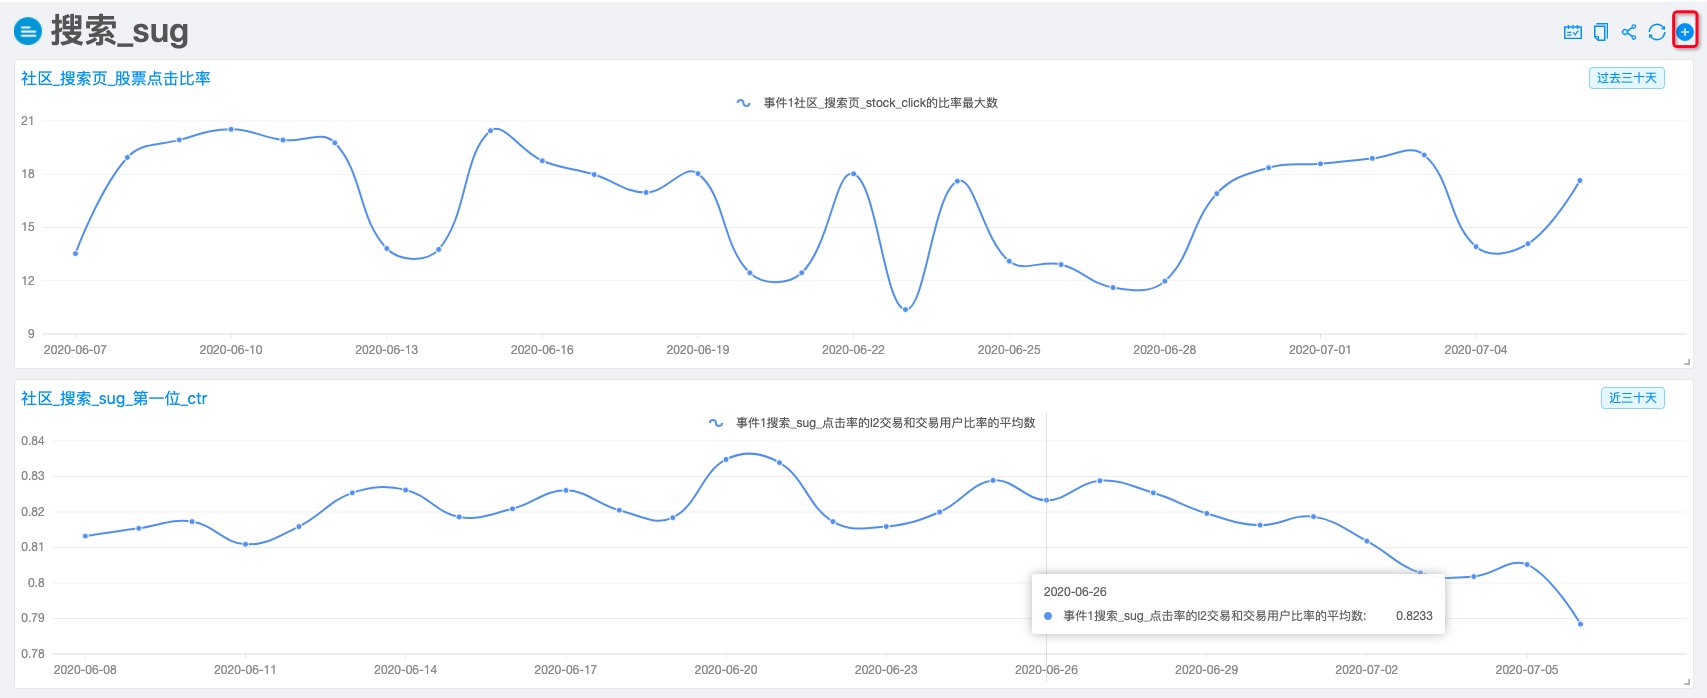 搜索_sug
社区_搜索页_股票点击比率
过去三十天
事件1社区_搜索页_stock_click的比率最大数
21
18
15
12
9
2020-06-07 2020-06-10 2020-06-13 2020-06-16 2020-06-19 2020-06-22 2020-06-25 2020-06-28 2020-07-01 2020-07-04
社区_搜索_sug_第一位_ctr
近三十天
事件1搜索_sug_点击率的l2交易和交易用户比率的平均数
0.84
0.83
0.82
0.81
0.8
0.79
0.78
2020-06-26
事件1搜索_sug_点击率的l2交易和交易用户比率的平均数: 0.8233
2020-06-08 2020-06-11 2020-06-14 2020-06-17 2020-06-20 2020-06-23 2020-06-26 2020-06-29 2020-07-02 2020-07-05